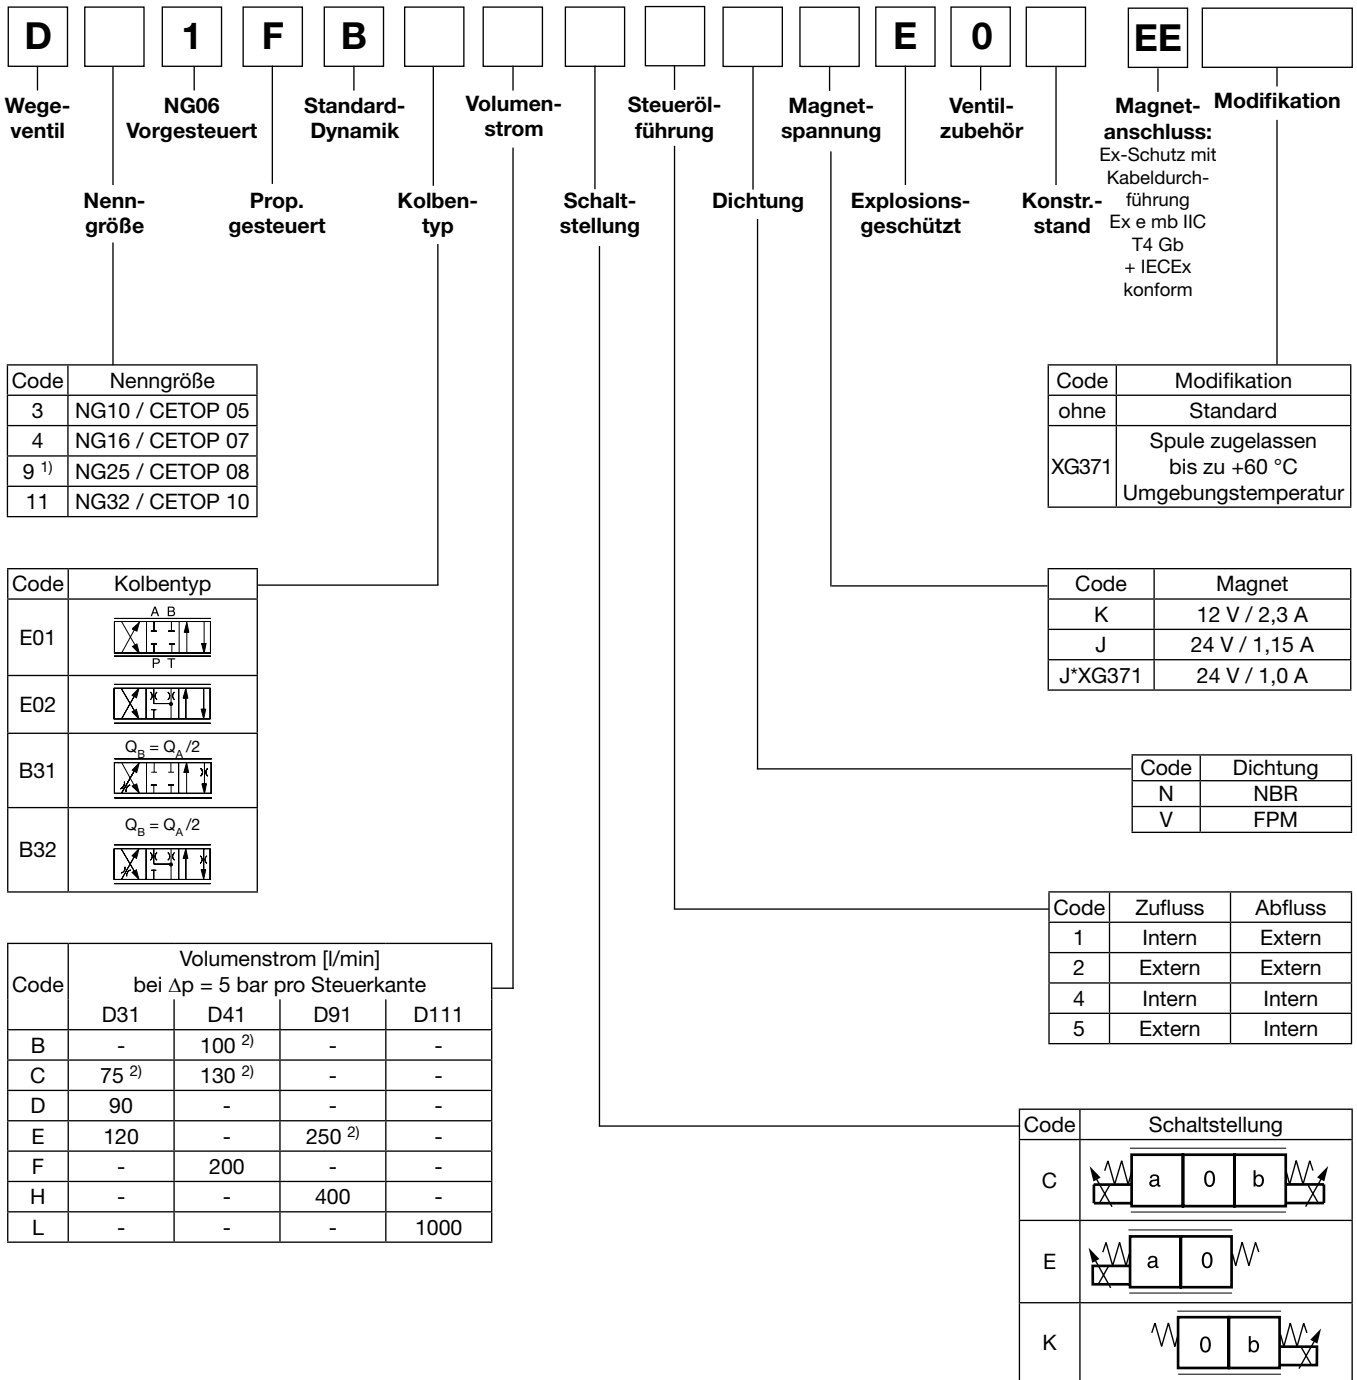 D 1 F B E 0 EE
Wege-
ventil
NG06
Vorgesteuert
Standard-
Dynamik
Volumen-
strom
Steueröl-
führung
Magnet-
spannung
Ventil-
zubehör
Magnet-
anschluss:
Ex-Schutz mit
Kabeldurch-
führung
Ex e mb IIC
T4 Gb
+ IECEx
konform
Modifikation
Nenn-
größe
Prop.
gesteuert
Kolben-
typ
Schalt-
stellung
Dichtung
Explosions-
geschützt
Konstr.-
stand
Code Nenngröße
3 NG10 / CETOP 05
4 NG16 / CETOP 07
9 1) NG25 / CETOP 08
11 NG32 / CETOP 10
Code Modifikation
ohne Standard
XG371 Spule zugelassen
bis zu +60 °C
Umgebungstemperatur
Code Kolbentyp
E01 A B
P T
E02
B31 QB = QA /2
B32 QB = QA /2
Code Magnet
K 12 V / 2,3 A
J 24 V / 1,15 A
J*XG371 24 V / 1,0 A
Code Dichtung
N NBR
V FPM
Code Zufluss Abfluss
1 Intern Extern
2 Extern Extern
4 Intern Intern
5 Extern Intern
Code Volumenstrom [l/min]
bei Δp = 5 bar pro Steuerkante
D31 D41 D91 D111
B - 100 2) - -
C 75 2) 130 2) - -
D 90 - - -
E 120 - 250 2) -
F - 200 - -
H - - 400 -
L - - - 1000
Code Schaltstellung
C a 0 b
E a 0
K 0 b